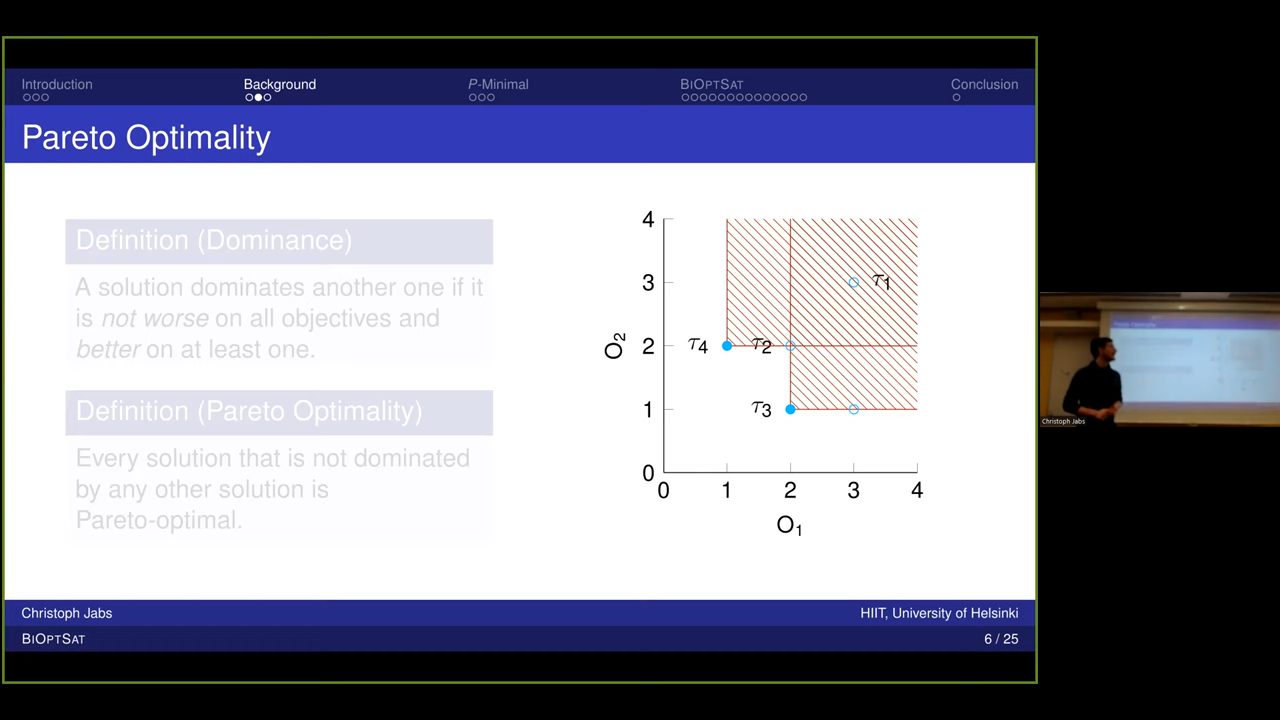 Introduction Background P-Minimal BIOPTSAT Conclusion
Pareto Optimality
Definition (Dominance)
A solution dominates another one if it
is not worse on all objectives and
better on at least one.
Definition (Pareto Optimality)
Every solution that is not dominated
by any other solution is
Pareto-optimal.
4
3
2
1
0
O2
τ1
τ4
τ2
τ3
0 1 2 3 4
O1
Christoph Jabs HIIT, University of Helsinki
BIOPTSAT 6 / 25
Christoph Jabs